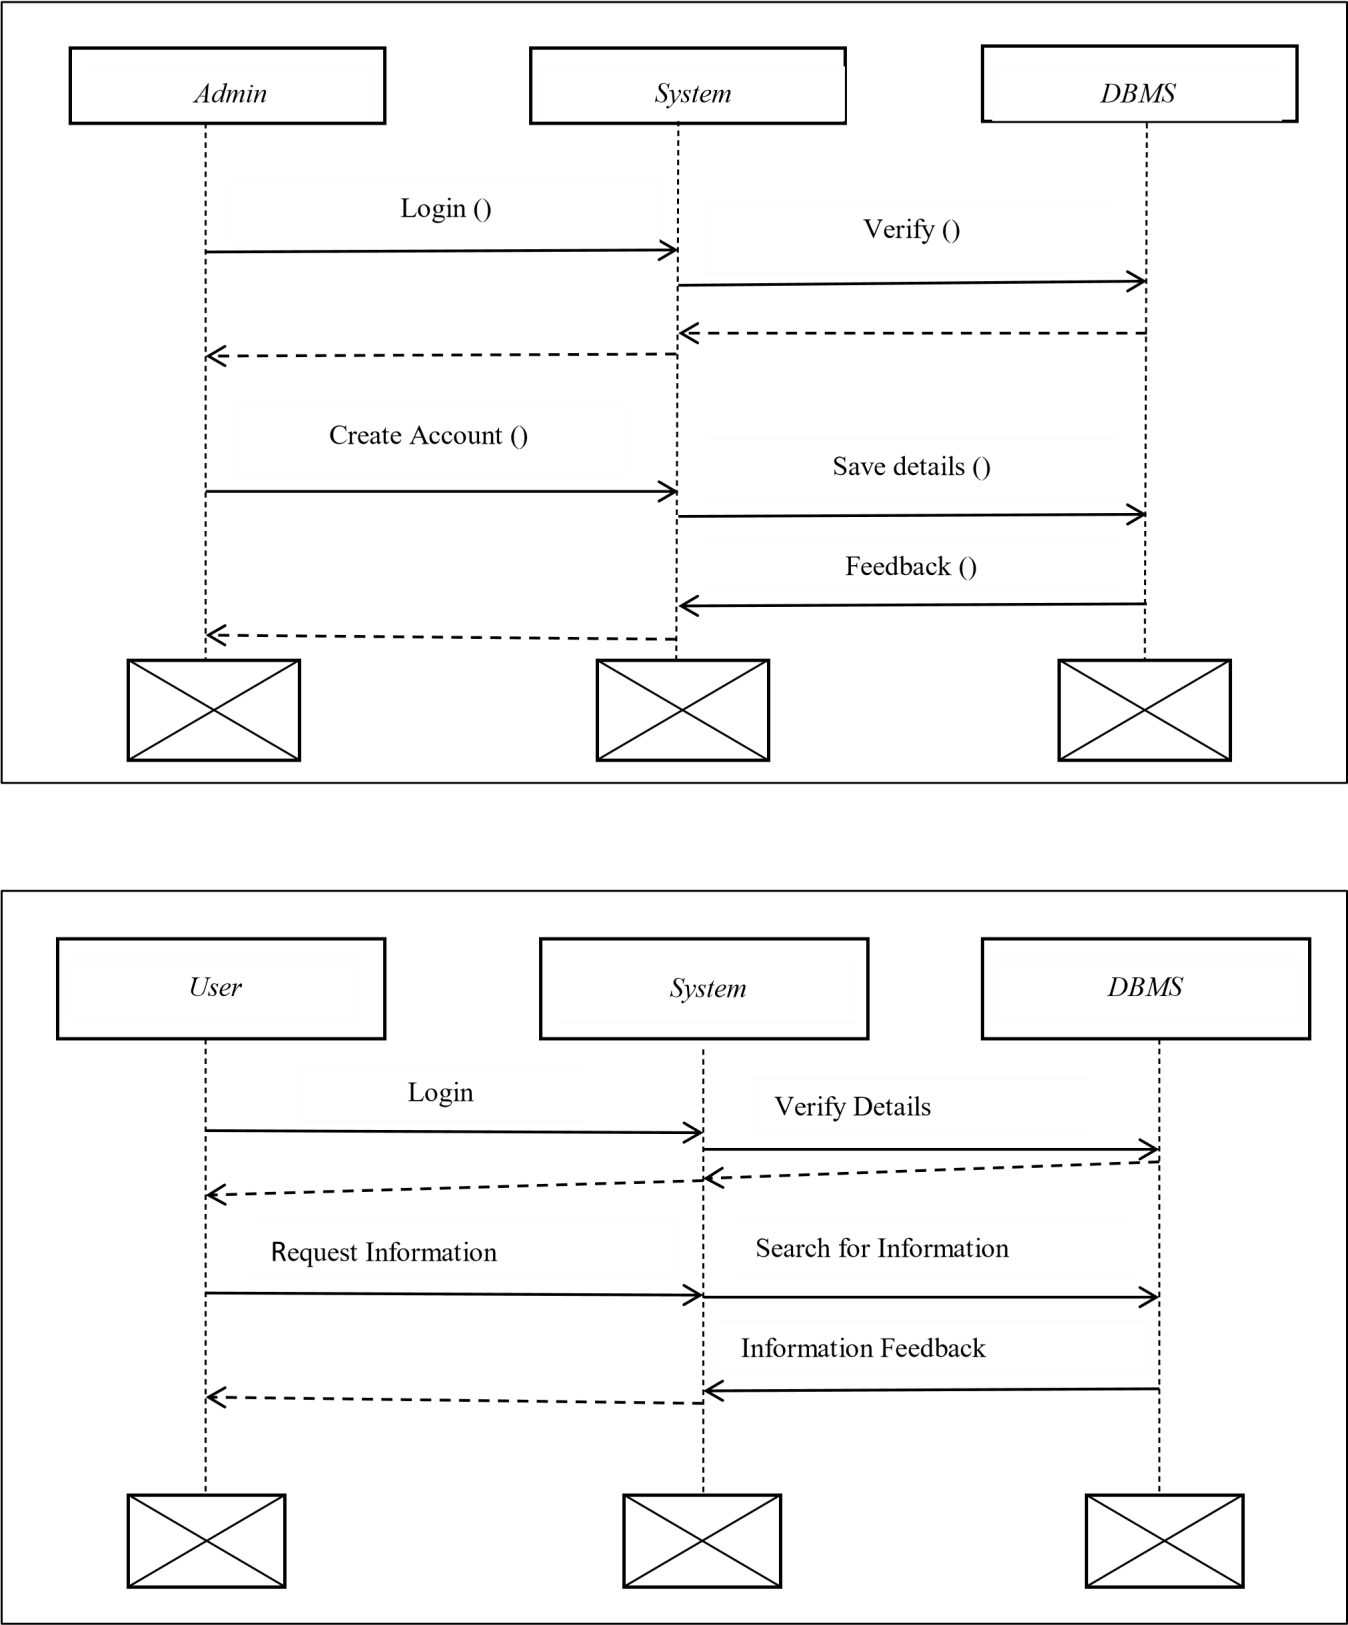 Admin
System
DBMS
Login ()
Verify ()
Create Account ()
Save details ()
Feedback ()
User
System
DBMS
Login
Verify Details
Request Information
Search for Information
Information Feedback